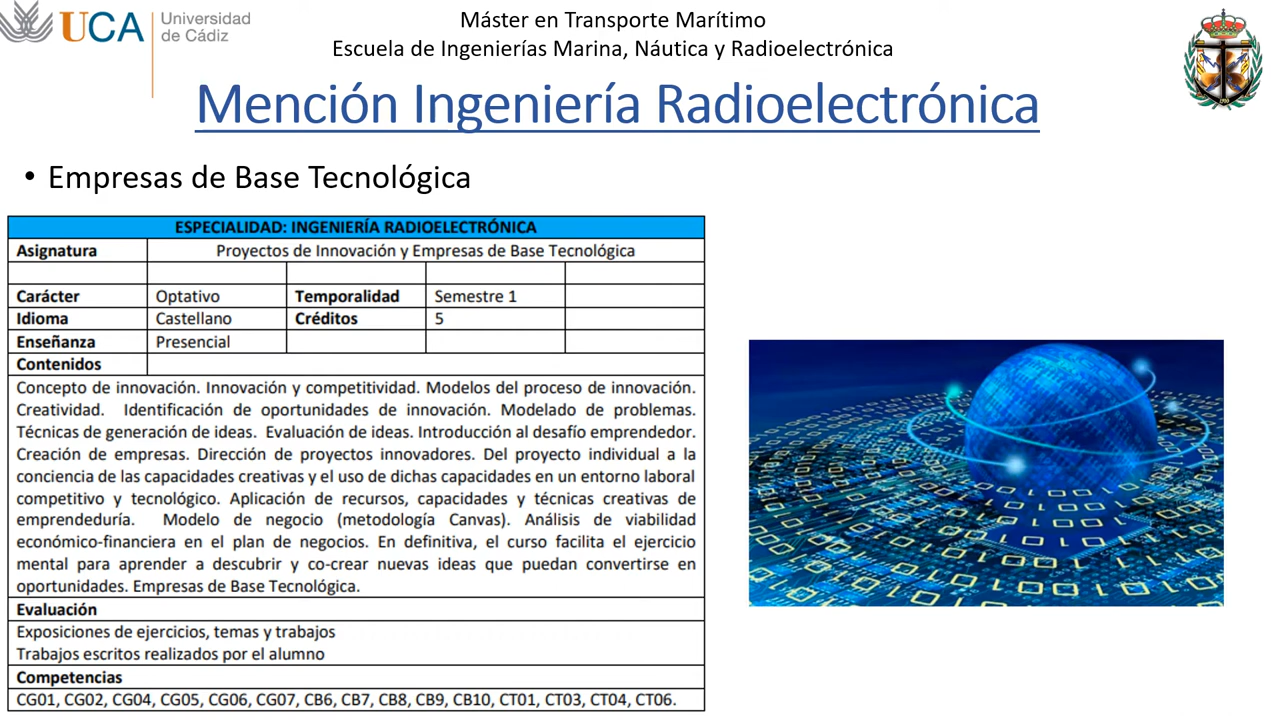 UCA
Universidad
de Cádiz
Máster en Transporte Marítimo
Escuela de Ingenierías Marina, Náutica y Radioelectrónica
Mención Ingeniería Radioelectrónica
• Empresas de Base Tecnológica
ESPECIALIDAD: INGENIERÍA RADIOELECTRÓNICA
Asignatura Proyectos de Innovación y Empresas de Base Tecnológica
Carácter Optativo Temporalidad Semestre 1
Idioma Castellano Créditos 5
Enseñanza Presencial
Contenidos
Concepto de innovación. Innovación y competitividad. Modelos del proceso de innovación.
Creatividad. Identificación de oportunidades de innovación. Modelado de problemas.
Técnicas de generación de ideas. Evaluación de ideas. Introducción al desafío emprendedor.
Creación de empresas. Dirección de proyectos innovadores. Del proyecto individual a la
conciencia de las capacidades creativas y el uso de dichas capacidades en un entorno laboral
competitivo y tecnológico. Aplicación de recursos, capacidades y técnicas creativas de
emprendeduría. Modelo de negocio (metodología Canvas). Análisis de viabilidad
económico-financiera en el plan de negocios. En definitiva, el curso facilita el ejercicio
mental para aprender a descubrir y co-crear nuevas ideas que puedan convertirse en
oportunidades. Empresas de Base Tecnológica.
Evaluación
Exposiciones de ejercicios, temas y trabajos
Trabajos escritos realizados por el alumno
Competencias
CG01, CG02, CG04, CG05, CG06, CG07, CB6, CB7, CB8, CB9, CB10, CT01, CT03, CT04, CT06.